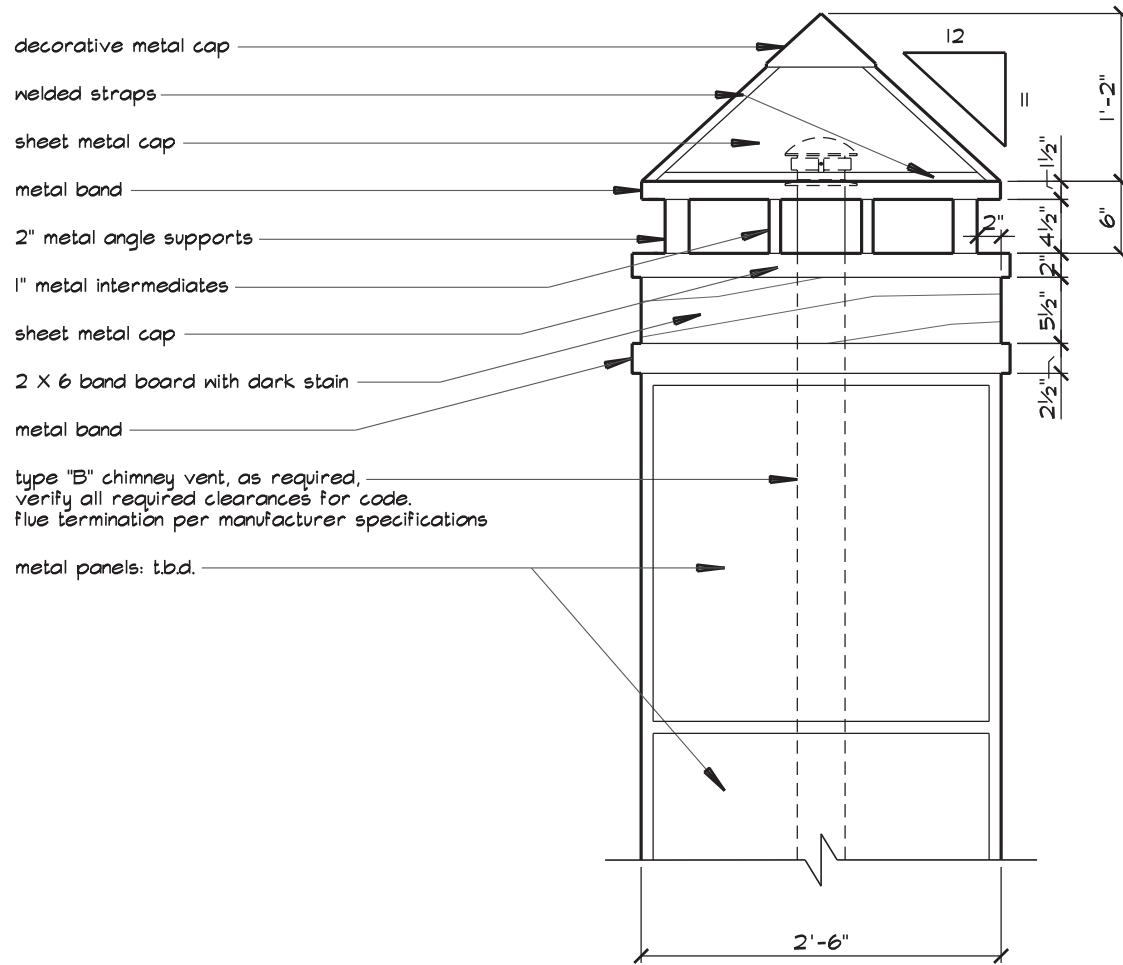 decorative metal cap
welded straps
sheet metal cap
metal band
2" metal angle supports
1" metal intermediates
sheet metal cap
2 X 6 band board with dark stain
metal band
type "B" chimney vent, as required,
verify all required clearances for code.
flue termination per manufacturer specifications
metal panels: t.b.d.
12
11
1'-2"
1½"
6"
4½"
2"
2"
5½"
2½"
2'-6"